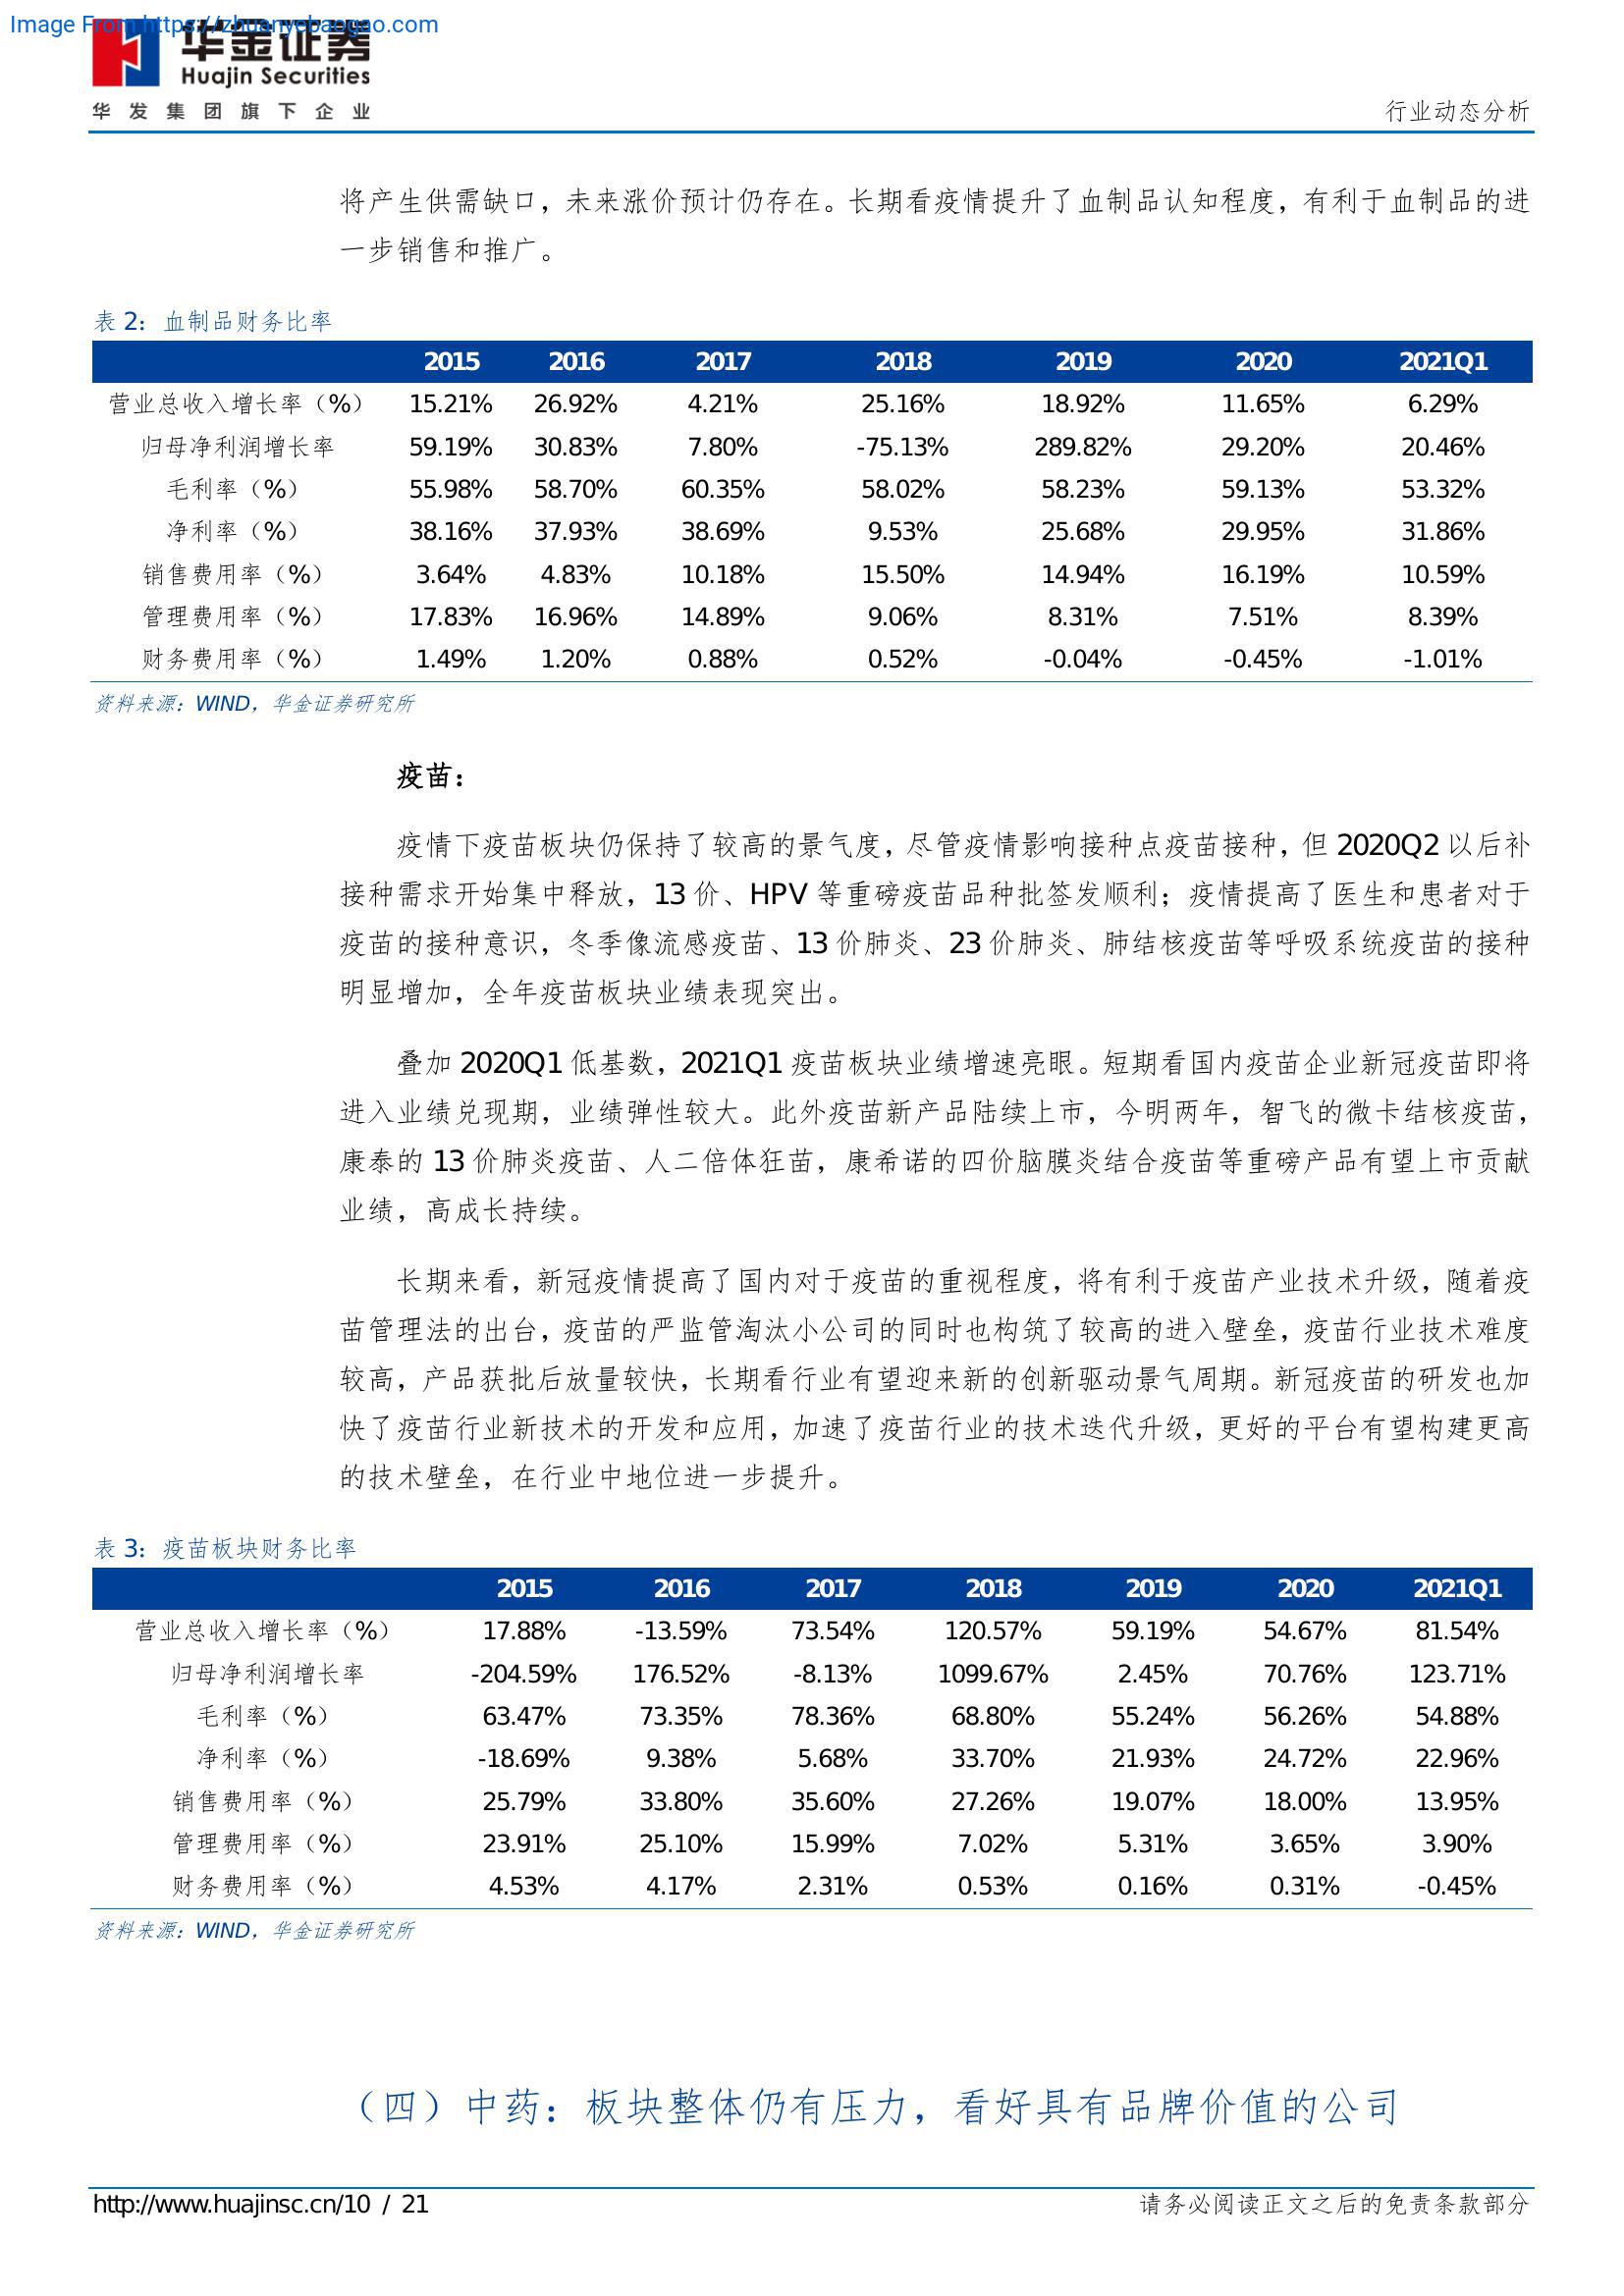 Image From https://zhuanyebaogao.com
华金证券
Huajin Securities
华发集团旗下企业
行业动态分析
将产生供需缺口，未来涨价预计仍存在。长期看疫情提升了血制品认知程度，有利于血制品的进
一步销售和推广。
表 2：血制品财务比率
2015 2016 2017 2018 2019 2020 2021Q1
营业总收入增长率（%） 15.21% 26.92% 4.21% 25.16% 18.92% 11.65% 6.29%
归母净利润增长率 59.19% 30.83% 7.80% -75.13% 289.82% 29.20% 20.46%
毛利率（%） 55.98% 58.70% 60.35% 58.02% 58.23% 59.13% 53.32%
净利率（%） 38.16% 37.93% 38.69% 9.53% 25.68% 29.95% 31.86%
销售费用率（%） 3.64% 4.83% 10.18% 15.50% 14.94% 16.19% 10.59%
管理费用率（%） 17.83% 16.96% 14.89% 9.06% 8.31% 7.51% 8.39%
财务费用率（%） 1.49% 1.20% 0.88% 0.52% -0.04% -0.45% -1.01%
资料来源：WIND，华金证券研究所
疫苗：
疫情下疫苗板块仍保持了较高的景气度，尽管疫情影响接种点疫苗接种，但 2020Q2 以后补
接种需求开始集中释放，13 价、HPV 等重磅疫苗品种批签发顺利；疫情提高了医生和患者对于
疫苗的接种意识，冬季像流感疫苗、13 价肺炎、23 价肺炎、肺结核疫苗等呼吸系统疫苗的接种
明显增加，全年疫苗板块业绩表现突出。
叠加 2020Q1 低基数，2021Q1 疫苗板块业绩增速亮眼。短期看国内疫苗企业新冠疫苗即将
进入业绩兑现期，业绩弹性较大。此外疫苗新产品陆续上市，今明两年，智飞的微卡结核疫苗，
康泰的 13 价肺炎疫苗、人二倍体狂苗，康希诺的四价脑膜炎结合疫苗等重磅产品有望上市贡献
业绩，高成长持续。
长期来看，新冠疫情提高了国内对于疫苗的重视程度，将有利于疫苗产业技术升级，随着疫
苗管理法的出台，疫苗的严监管淘汰小公司的同时也构筑了较高的进入壁垒，疫苗行业技术难度
较高，产品获批后放量较快，长期看行业有望迎来新的创新驱动景气周期。新冠疫苗的研发也加
快了疫苗行业新技术的开发和应用，加速了疫苗行业的技术迭代升级，更好的平台有望构建更高
的技术壁垒，在行业中地位进一步提升。
表 3：疫苗板块财务比率
2015 2016 2017 2018 2019 2020 2021Q1
营业总收入增长率（%） 17.88% -13.59% 73.54% 120.57% 59.19% 54.67% 81.54%
归母净利润增长率 -204.59% 176.52% -8.13% 1099.67% 2.45% 70.76% 123.71%
毛利率（%） 63.47% 73.35% 78.36% 68.80% 55.24% 56.26% 54.88%
净利率（%） -18.69% 9.38% 5.68% 33.70% 21.93% 24.72% 22.96%
销售费用率（%） 25.79% 33.80% 35.60% 27.26% 19.07% 18.00% 13.95%
管理费用率（%） 23.91% 25.10% 15.99% 7.02% 5.31% 3.65% 3.90%
财务费用率（%） 4.53% 4.17% 2.31% 0.53% 0.16% 0.31% -0.45%
资料来源：WIND，华金证券研究所
（四）中药：板块整体仍有压力，看好具有品牌价值的公司
http://www.huajinsc.cn/10 / 21
请务必阅读正文之后的免责条款部分